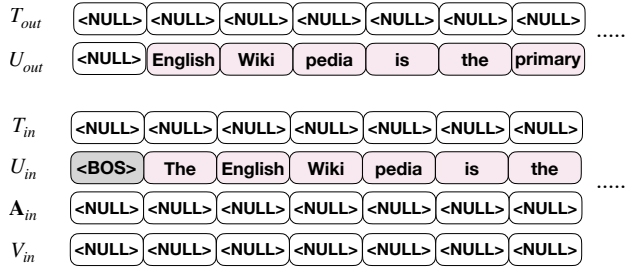 T_out <NULL> <NULL> <NULL> <NULL> <NULL> <NULL> <NULL>
U_out <NULL> English Wiki pedia is the primary .....
T_in <NULL> <NULL> <NULL> <NULL> <NULL> <NULL> <NULL>
U_in <BOS> The English Wiki pedia is the .....
A_in <NULL> <NULL> <NULL> <NULL> <NULL> <NULL> <NULL>
V_in <NULL> <NULL> <NULL> <NULL> <NULL> <NULL> <NULL>